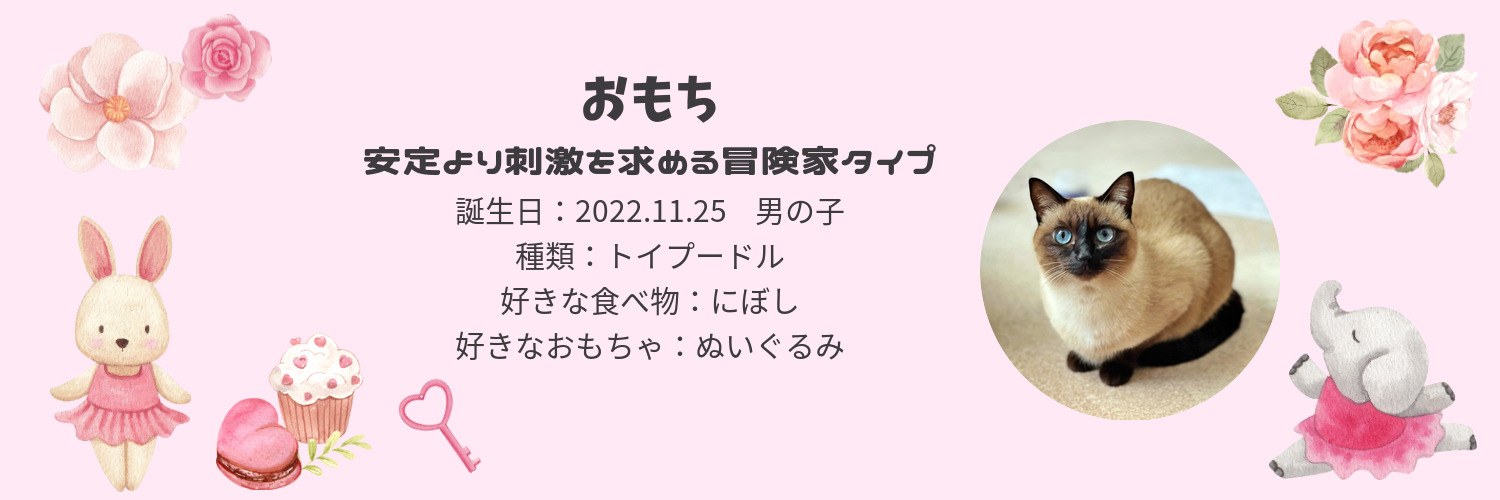 おもち
安定より刺激を求める冒険家タイプ
誕生日：2022.11.25　男の子
種類：トイプードル
好きな食べ物：にぼし
好きなおもちゃ：ぬいぐるみ